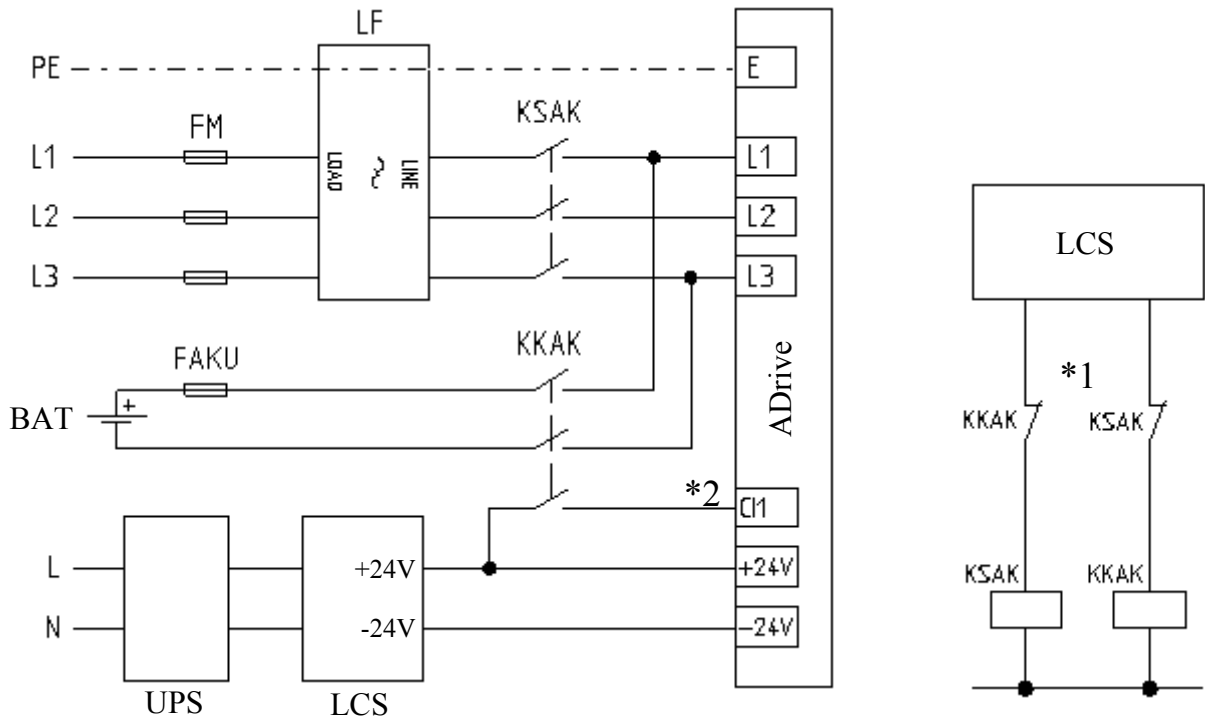 LF
PE
E
FM
KSAK
L1
LOAD
~
LINE
L1
L2
L2
L3
L3
LCS
FAKU
KKAK
ADrive
*1
BAT
+
KKAK
KSAK
*2
CI1
L
+24V
+24V
KSAK
KKAK
N
-24V
-24V
UPS
LCS